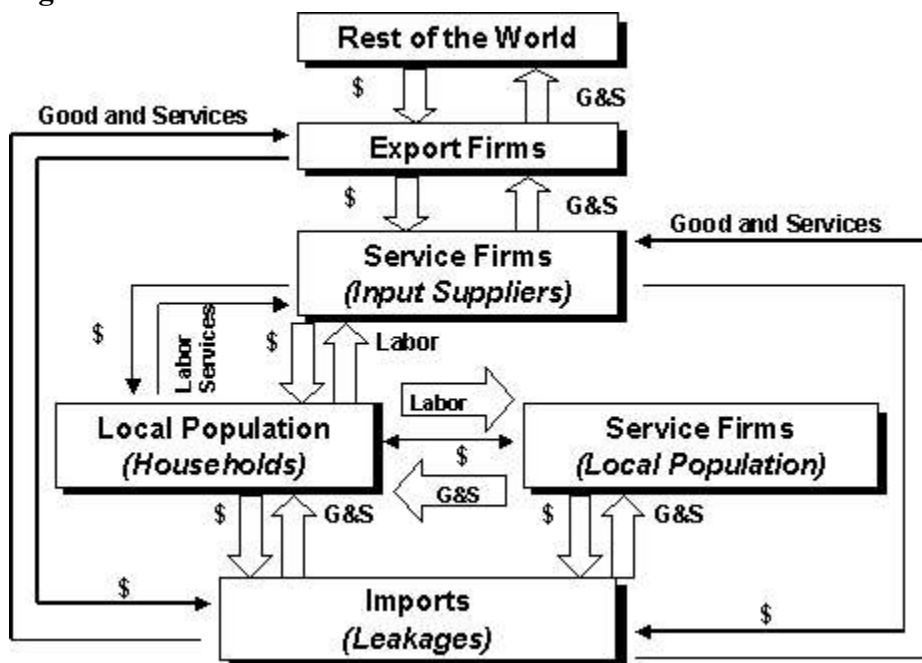 Rest of the World
$
G&S
Good and Services
Export Firms
$
G&S
Good and Services
Service Firms
(Input Suppliers)
$
Labor
Services
$
Labor
Local Population
(Households)
Labor
$
G&S
Service Firms
(Local Population)
$
G&S
$
G&S
$
Imports
(Leakages)
$